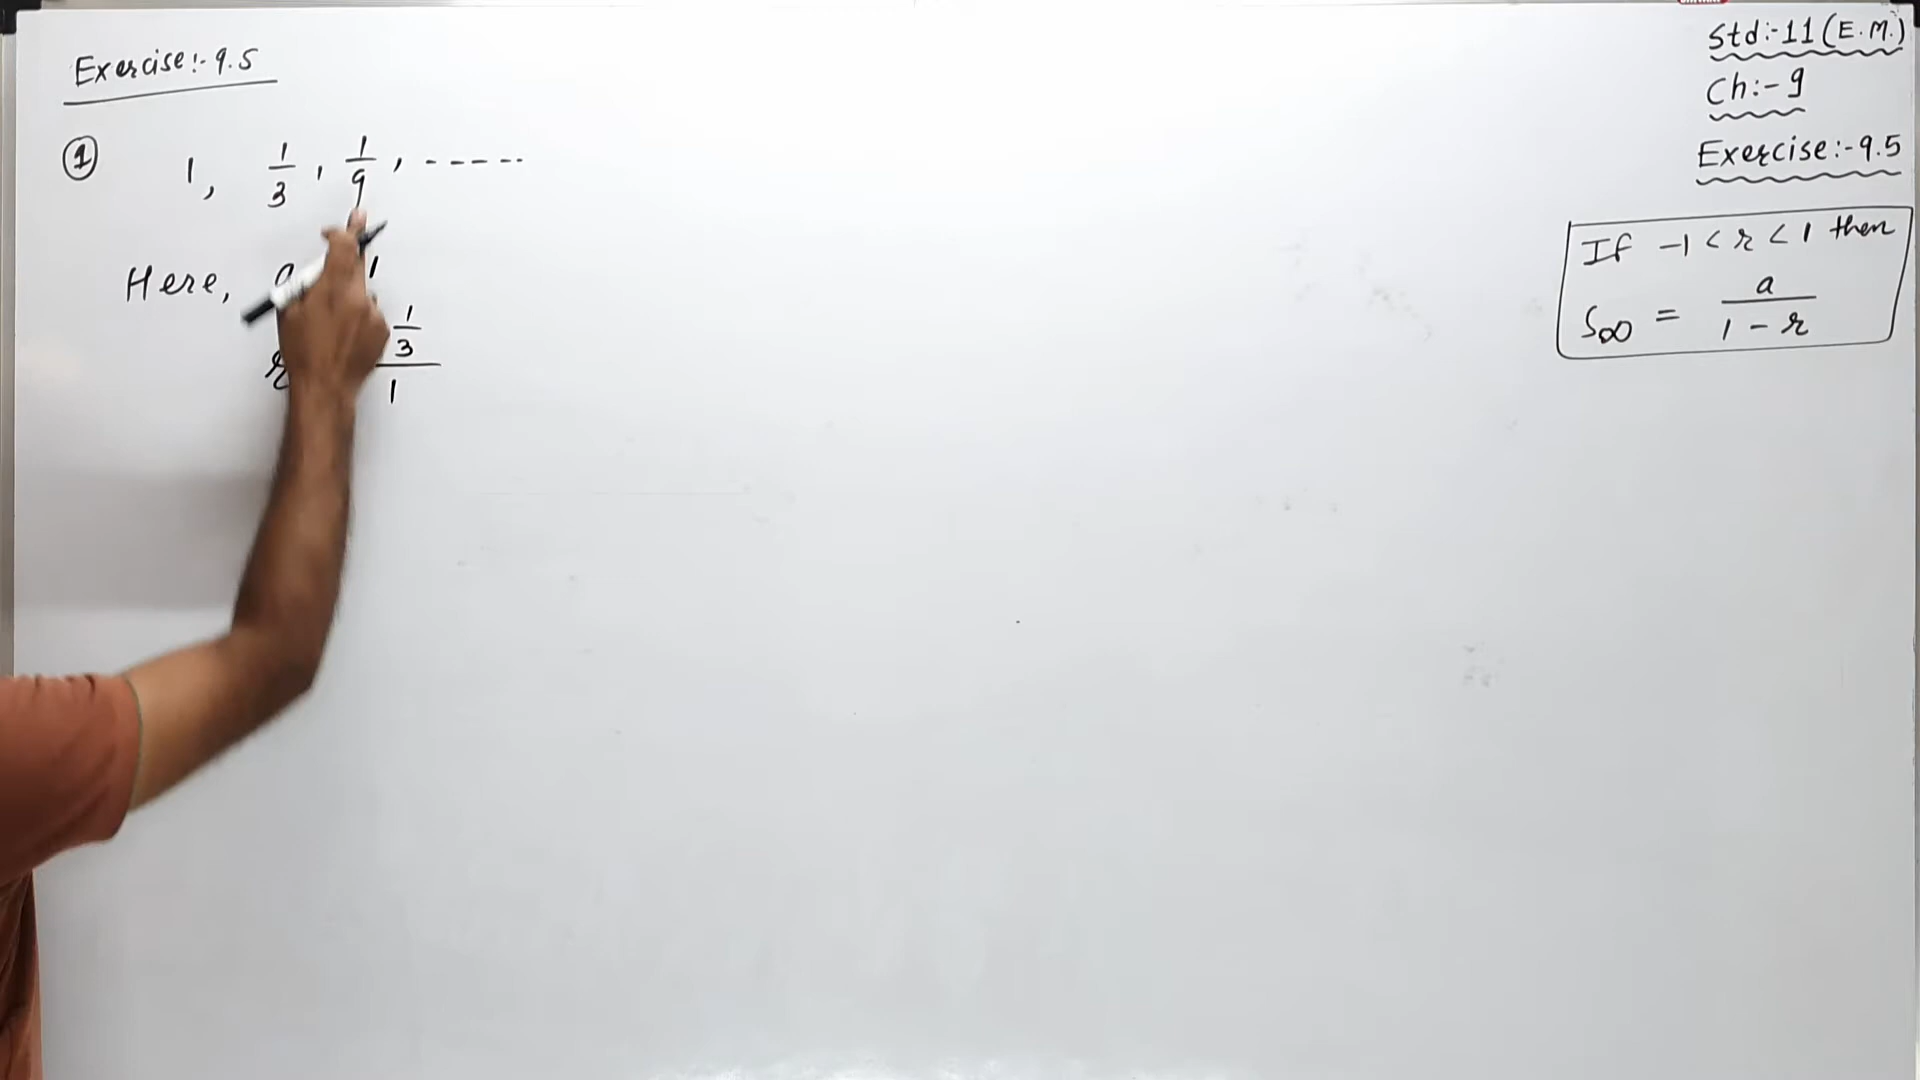 Exercise:-9.5
① 1, 1/3, 1/9, -----
Here, a 1
r 1/3 / 1
Std:-11 (E.M.)
Ch:-9
Exercise:-9.5
If -1 < r < 1 then
S∞ = a / 1 - r